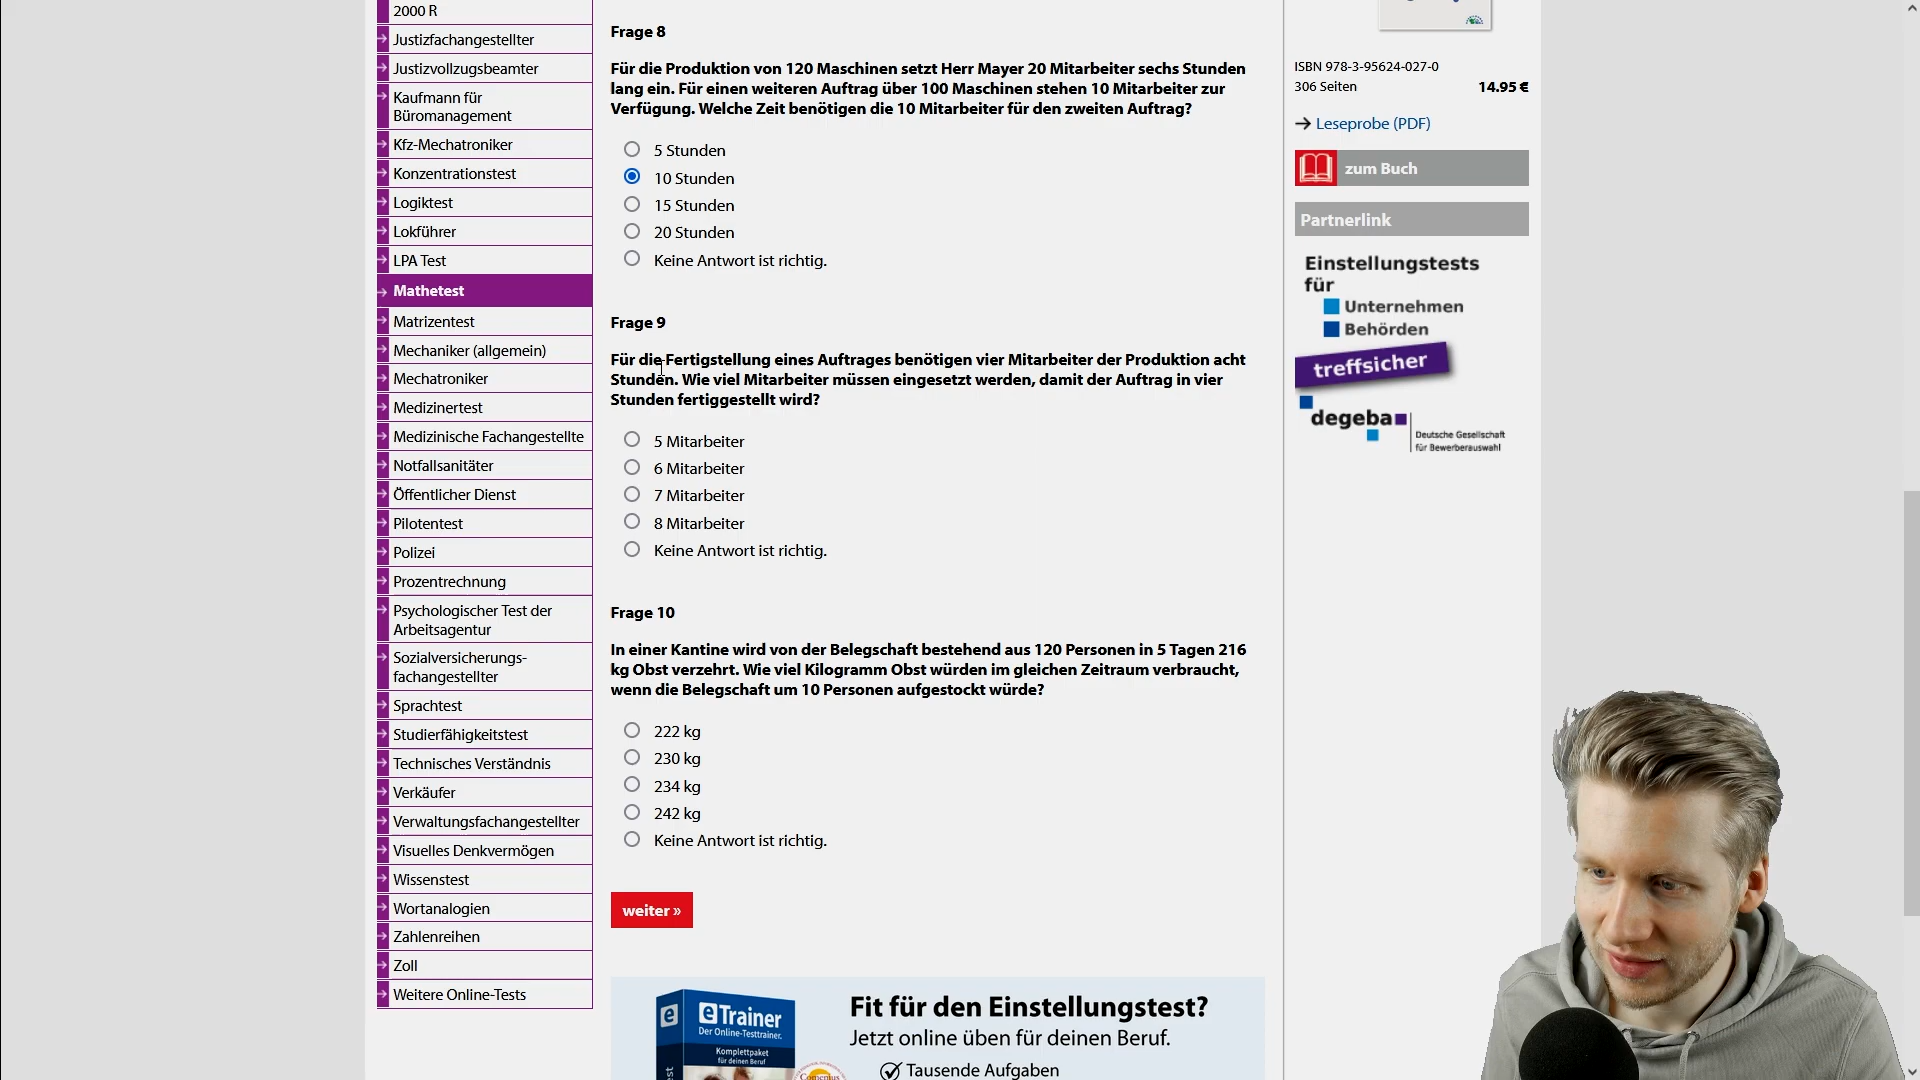 2000 R
Justizfachangestellter
Justizvollzugsbeamter
Kaufmann für
Büromanagement
Kfz-Mechatroniker
Konzentrationstest
Logiktest
Lokführer
LPA Test
Mathetest
Matrizentest
Mechaniker (allgemein)
Mechatroniker
Medizinertest
Medizinische Fachangestellte
Notfallsanitäter
Öffentlicher Dienst
Pilotentest
Polizei
Prozentrechnung
Psychologischer Test der
Arbeitsagentur
Sozialversicherungs-
fachangestellter
Sprachtest
Studierfähigkeitstest
Technisches Verständnis
Verkäufer
Verwaltungsfachangestellter
Visuelles Denkvermögen
Wissenstest
Wortanalogien
Zahlenreihen
Zoll
Weitere Online-Tests
Frage 8
Für die Produktion von 120 Maschinen setzt Herr Mayer 20 Mitarbeiter sechs Stunden
lang ein. Für einen weiteren Auftrag über 100 Maschinen stehen 10 Mitarbeiter zur
Verfügung. Welche Zeit benötigen die 10 Mitarbeiter für den zweiten Auftrag?
5 Stunden
10 Stunden
15 Stunden
20 Stunden
Keine Antwort ist richtig.
Frage 9
Für die Fertigstellung eines Auftrages benötigen vier Mitarbeiter der Produktion acht
Stunden. Wie viel Mitarbeiter müssen eingesetzt werden, damit der Auftrag in vier
Stunden fertiggestellt wird?
5 Mitarbeiter
6 Mitarbeiter
7 Mitarbeiter
8 Mitarbeiter
Keine Antwort ist richtig.
Frage 10
In einer Kantine wird von der Belegschaft bestehend aus 120 Personen in 5 Tagen 216
kg Obst verzehrt. Wie viel Kilogramm Obst würden im gleichen Zeitraum verbraucht,
wenn die Belegschaft um 10 Personen aufgestockt würde?
222 kg
230 kg
234 kg
242 kg
Keine Antwort ist richtig.
weiter »
e
eTrainer
Der Online-Testtrainer.
Komplettpaket
für deinen Beruf
Comenius
Fit für den Einstellungstest?
Jetzt online üben für deinen Beruf.
Tausende Aufgaben
ISBN 978-3-95624-027-0
306 Seiten 14.95 €
Leseprobe (PDF)
zum Buch
Partnerlink
Einstellungstests
für
Unternehmen
Behörden
treffsicher
degeba
Deutsche Gesellschaft
für Bewerberauswahl